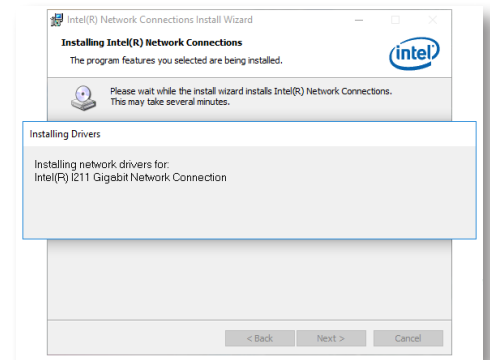 Intel(R) Network Connections Install Wizard
Installing Intel(R) Network Connections
The program features you selected are being installed.
intel
Please wait while the install wizard installs Intel(R) Network Connections.
This may take several minutes.
Installing Drivers
Installing network drivers for:
Intel(R) I211 Gigabit Network Connection
< Back
Next >
Cancel